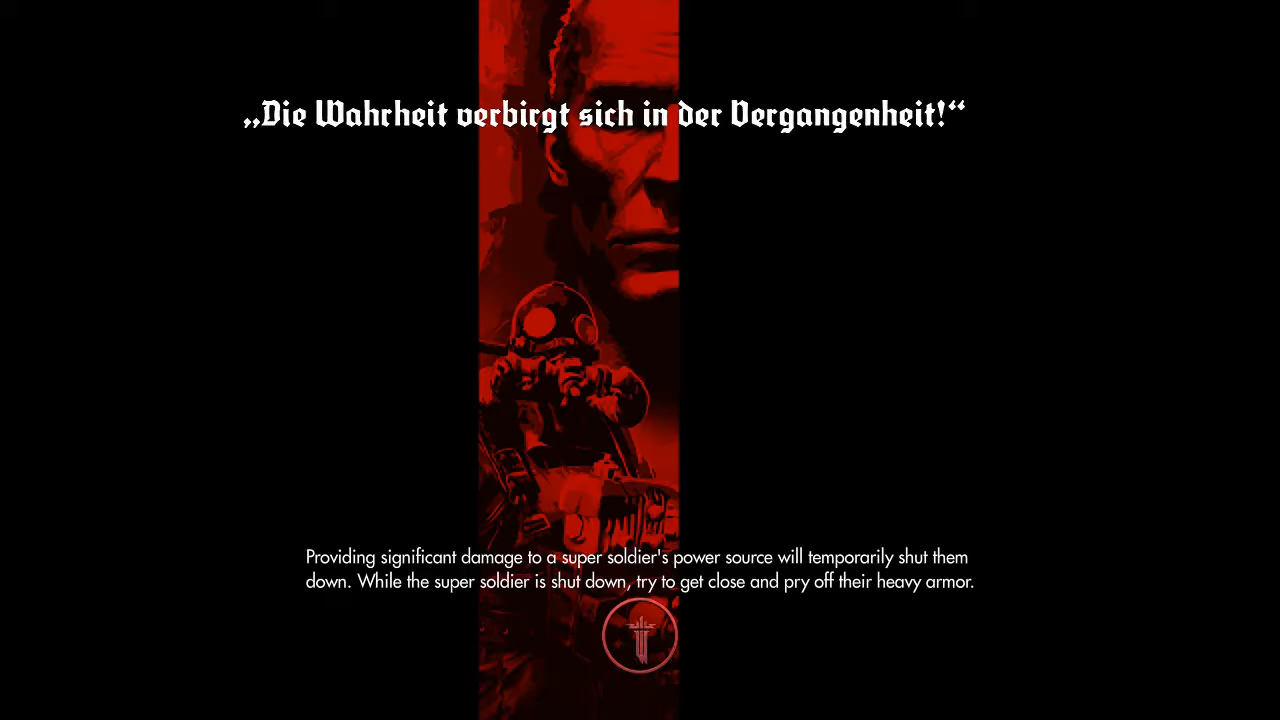 „Die Wahrheit verbirgt sich in der Vergangenheit!“
Providing significant damage to a super soldier's power source will temporarily shut them
down. While the super soldier is shut down, try to get close and pry off their heavy armor.